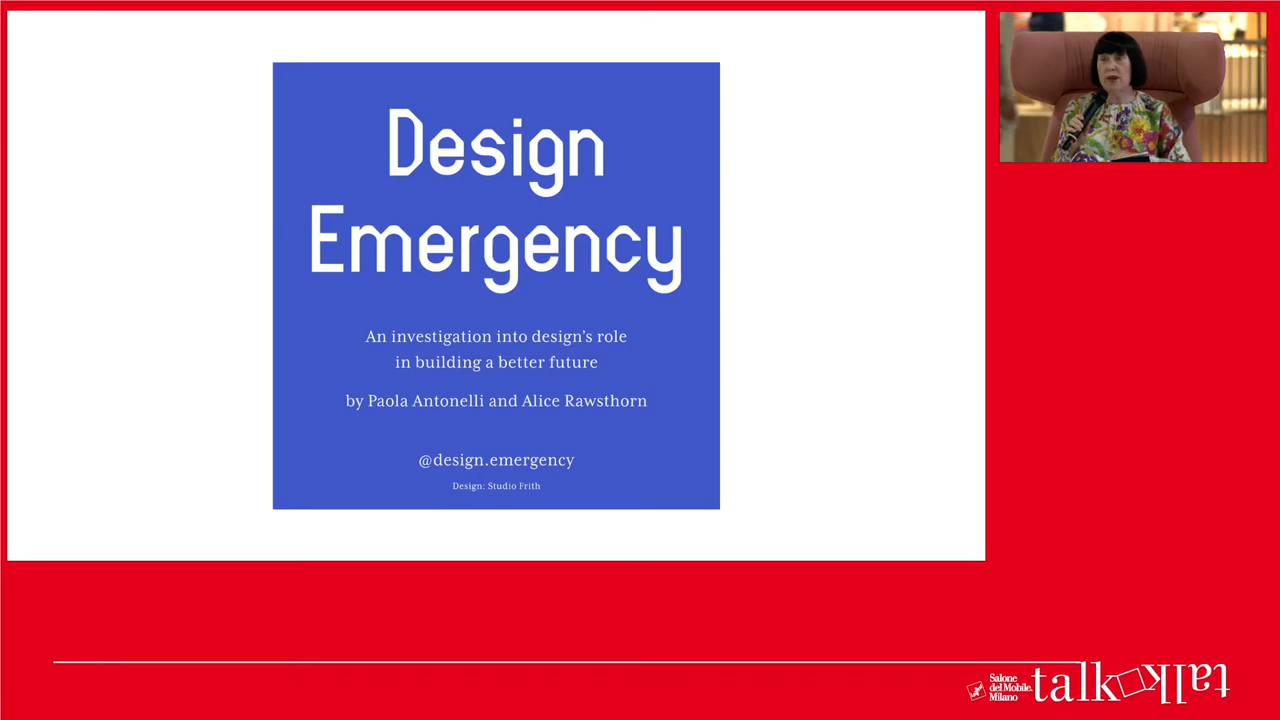 Design
Emergency
An investigation into design's role
in building a better future
by Paola Antonelli and Alice Rawsthorn
@design.emergency
Design: Studio Frith
Salone
del Mobile.
Milano
talk
talk